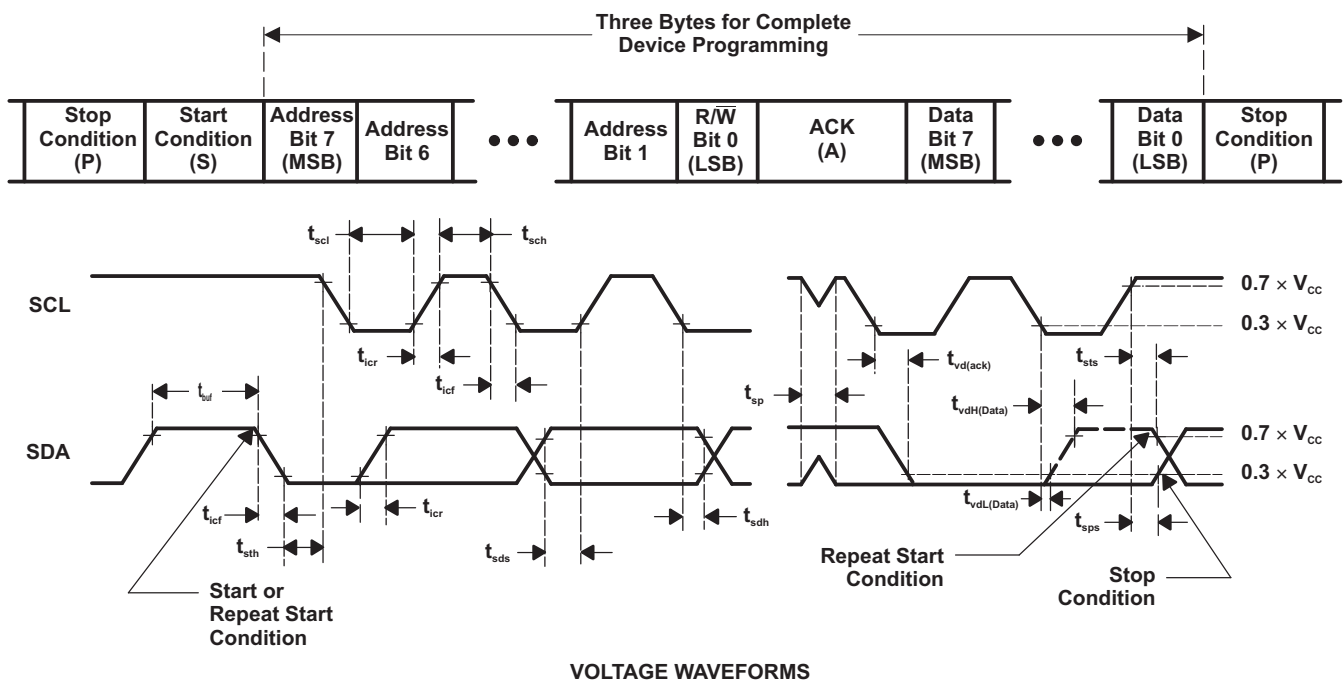 Three Bytes for Complete
Device Programming
Stop
Condition
(P)
Start
Condition
(S)
Address
Bit 7
(MSB)
Address
Bit 6
•••
Address
Bit 1
R/W̅
Bit 0
(LSB)
ACK
(A)
Data
Bit 7
(MSB)
•••
Data
Bit 0
(LSB)
Stop
Condition
(P)
tscl
tsch
SCL
0.7 × VCC
0.3 × VCC
ticr
ticf
tbuf
tsp
tvd(ack)
tsts
tvdH(Data)
SDA
0.7 × VCC
0.3 × VCC
ticf
ticr
tsth
tsds
tsdh
tvdL(Data)
tsps
Start or
Repeat Start
Condition
Repeat Start
Condition
Stop
Condition
VOLTAGE WAVEFORMS